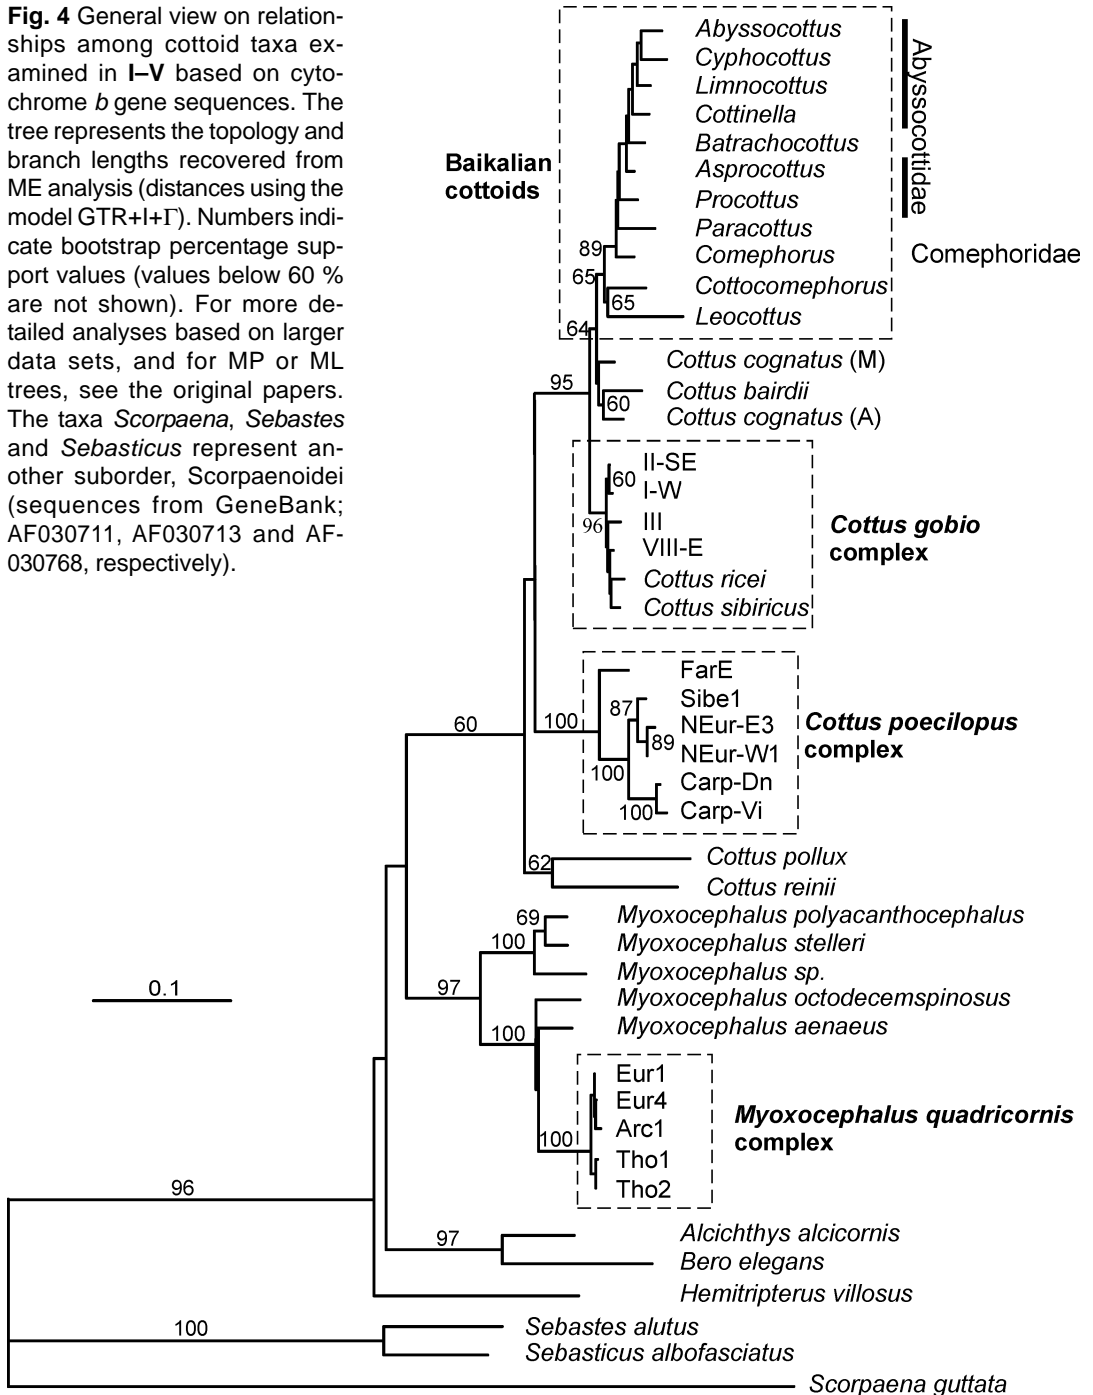 Fig. 4 General view on relation-
ships among cottoid taxa ex-
amined in I–V based on cyto-
chrome b gene sequences. The
tree represents the topology and
branch lengths recovered from
ME analysis (distances using the
model GTR+I+Γ). Numbers indi-
cate bootstrap percentage sup-
port values (values below 60 %
are not shown). For more de-
tailed analyses based on larger
data sets, and for MP or ML
trees, see the original papers.
The taxa Scorpaena, Sebastes
and Sebasticus represent an-
other suborder, Scorpaenoidei
(sequences from GeneBank;
AF030711, AF030713 and AF-
030768, respectively).
Baikalian
cottoids
Abyssocottus
Cyphocottus
Limnocottus
Cottinella
Batrachocottus
Asprocottus
Procottus
Paracottus
Comephorus
Cottocomephorus
Leocottus
Abyssocottidae
Comephoridae
89
65
65
64
Cottus cognatus (M)
Cottus bairdii
Cottus cognatus (A)
95
60
II-SE
I-W
III
VIII-E
Cottus ricei
Cottus sibiricus
60
96
Cottus gobio
complex
FarE
Sibe1
NEur-E3
NEur-W1
Carp-Dn
Carp-Vi
87
89
100
100
100
Cottus poecilopus
complex
60
62
Cottus pollux
Cottus reinii
69
100
Myoxocephalus polyacanthocephalus
Myoxocephalus stelleri
Myoxocephalus sp.
Myoxocephalus octodecemspinosus
Myoxocephalus aenaeus
0.1
97
100
Eur1
Eur4
Arc1
Tho1
Tho2
100
Myoxocephalus quadricornis
complex
96
97
Alcichthys alcicornis
Bero elegans
Hemitripterus villosus
100
Sebastes alutus
Sebasticus albofasciatus
Scorpaena guttata